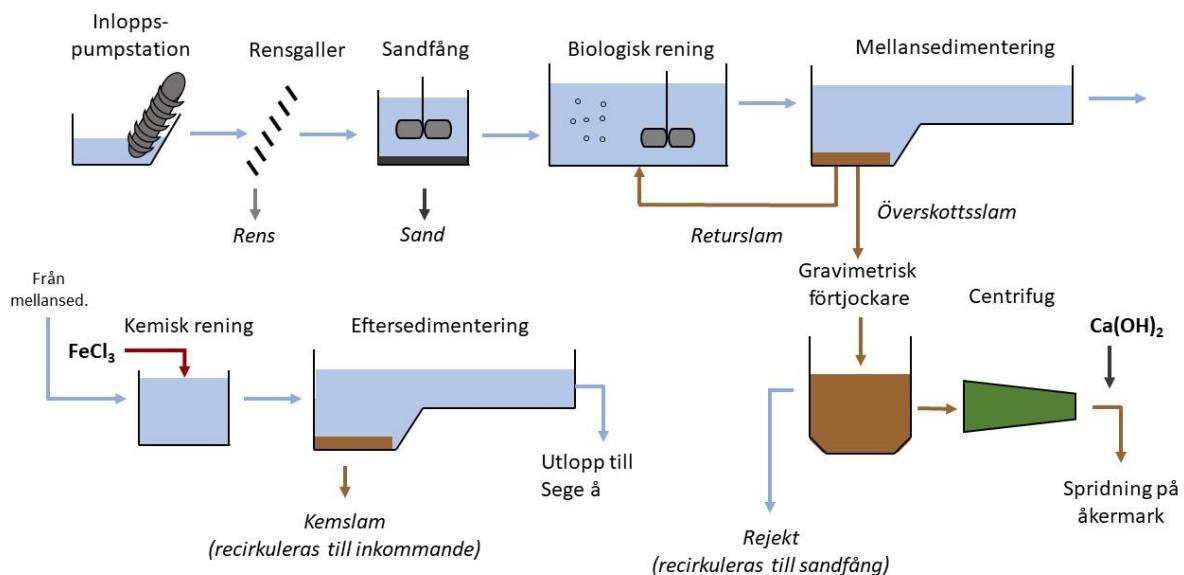 Inlopps-
pumpstation
Rensgaller
Sandfång
Biologisk rening
Mellansedimentering
Rens
Sand
Returslam
Överskottsslam
Från
mellansed.
Kemisk rening
FeCl3
Eftersedimentering
Gravimetrisk
förtjockare
Centrifug
Ca(OH)2
Utlopp till
Sege å
Kemslam
(recirkuleras till inkommande)
Rejekt
(recirkuleras till sandfång)
Spridning på
åkermark